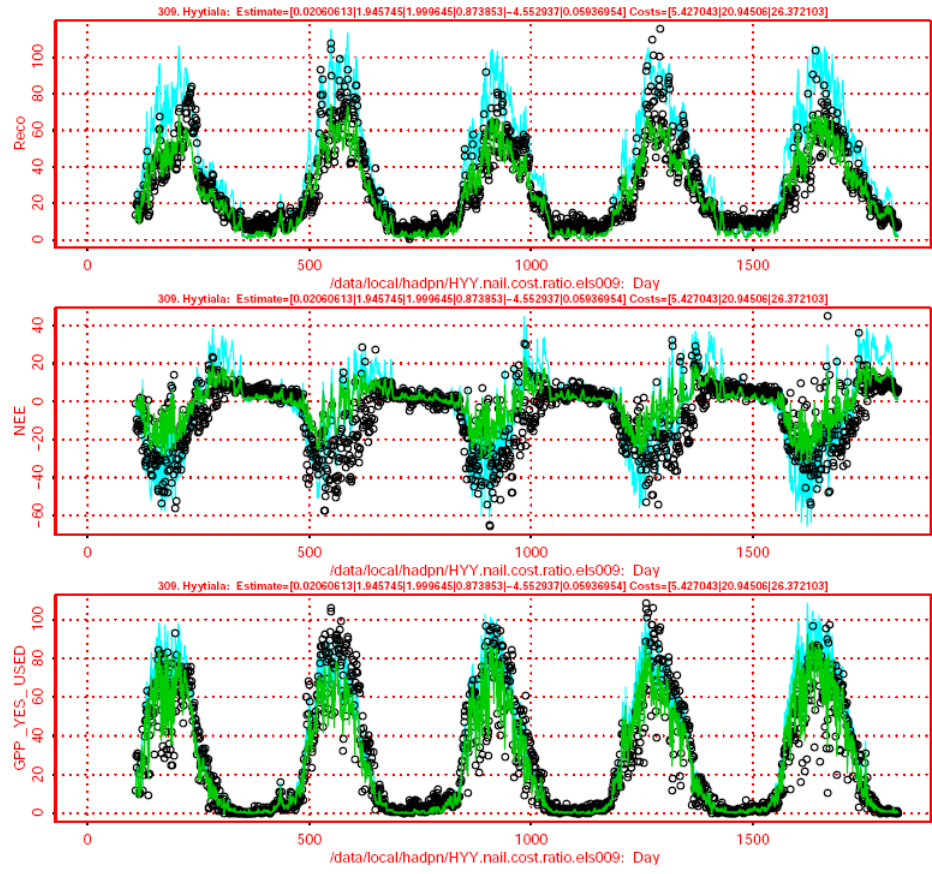 309. Hyytiala: Estimate=[0.02060613|1.945745|1.999645|0.873853|−4.552937|0.05936954] Costs=[5.427043|20.94506|26.372103]
Reco
100
80
60
40
20
0
0 500 1000 1500
/data/local/hadpn/HYY.nail.cost.ratio.els009: Day
309. Hyytiala: Estimate=[0.02060613|1.945745|1.999645|0.873853|−4.552937|0.05936954] Costs=[5.427043|20.94506|26.372103]
NEE
40
20
0
−20
−40
−60
0 500 1000 1500
/data/local/hadpn/HYY.nail.cost.ratio.els009: Day
309. Hyytiala: Estimate=[0.02060613|1.945745|1.999645|0.873853|−4.552937|0.05936954] Costs=[5.427043|20.94506|26.372103]
GPP_YES_USED
100
80
60
40
20
0
0 500 1000 1500
/data/local/hadpn/HYY.nail.cost.ratio.els009: Day